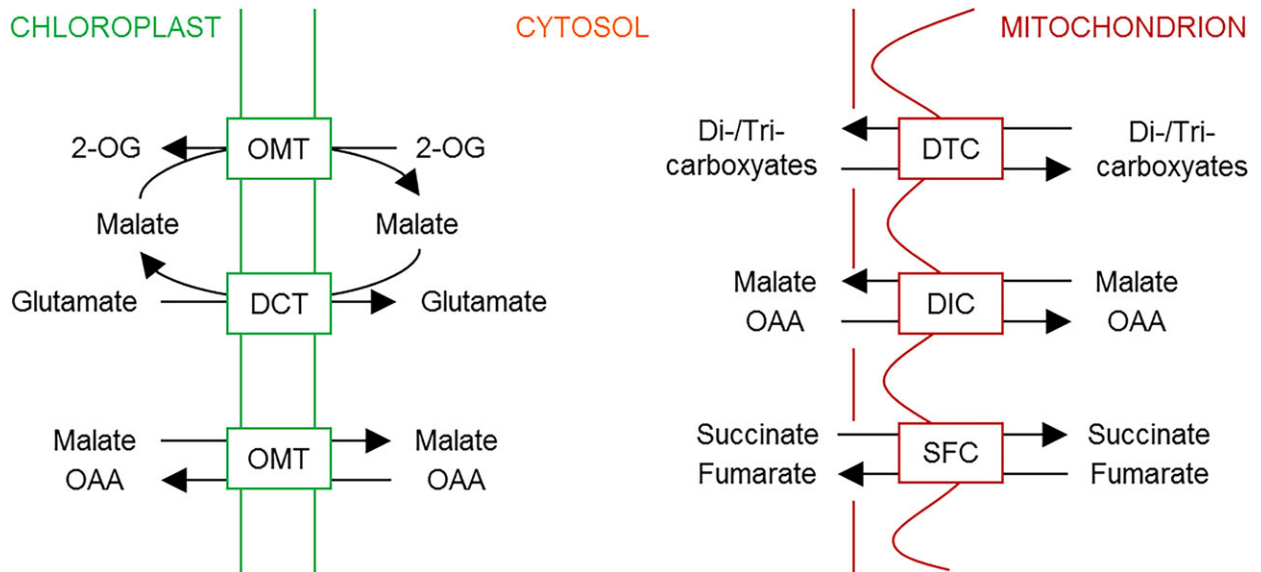 CHLOROPLAST
CYTOSOL
MITOCHONDRION
2-OG
OMT
2-OG
Malate
Malate
Glutamate
DCT
Glutamate
Malate
OAA
OMT
Malate
OAA
Di-/Tri-
carboxyates
DTC
Di-/Tri-
carboxyates
Malate
OAA
DIC
Malate
OAA
Succinate
Fumarate
SFC
Succinate
Fumarate